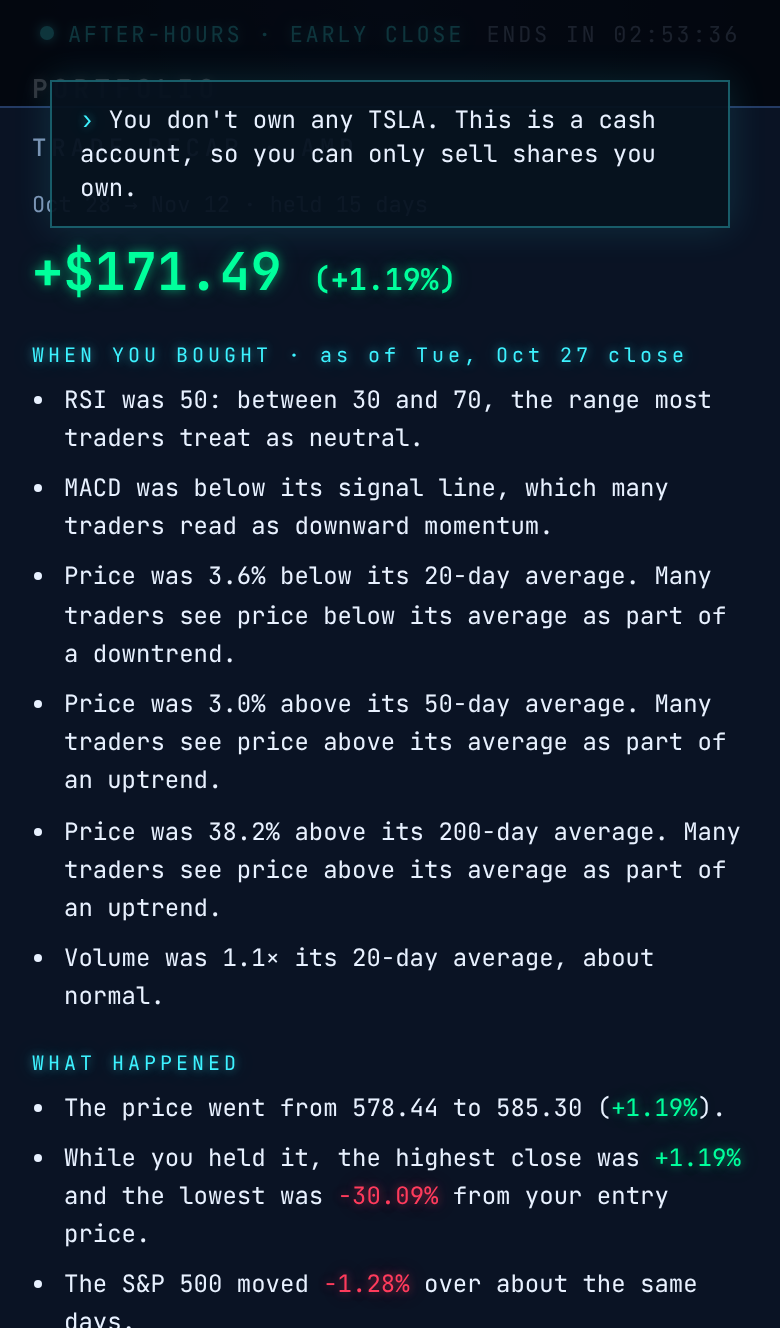 AFTER-HOURS · EARLY CLOSE ENDS IN 02:53:36
PORTFOLIO
› You don't own any TSLA. This is a cash
account, so you can only sell shares you
own.
Oct 28 → Nov 12 · held 15 days
+$171.49 (+1.19%)
WHEN YOU BOUGHT · as of Tue, Oct 27 close
• RSI was 50: between 30 and 70, the range most
traders treat as neutral.
• MACD was below its signal line, which many
traders read as downward momentum.
• Price was 3.6% below its 20-day average. Many
traders see price below its average as part of
a downtrend.
• Price was 3.0% above its 50-day average. Many
traders see price above its average as part of
an uptrend.
• Price was 38.2% above its 200-day average. Many
traders see price above its average as part of
an uptrend.
• Volume was 1.1× its 20-day average, about
normal.
WHAT HAPPENED
• The price went from 578.44 to 585.30 (+1.19%).
• While you held it, the highest close was +1.19%
and the lowest was -30.09% from your entry
price.
• The S&P 500 moved -1.28% over about the same
days.